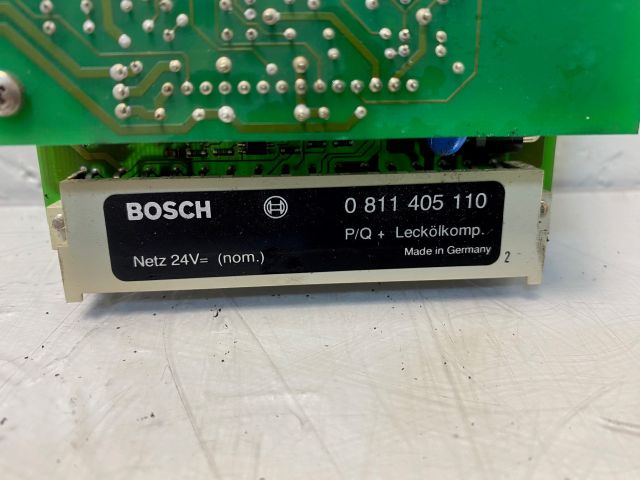 BOSCH 0 811 405 110
P/Q + Leckölkomp.
Netz 24V= (nom.) Made in Germany
2